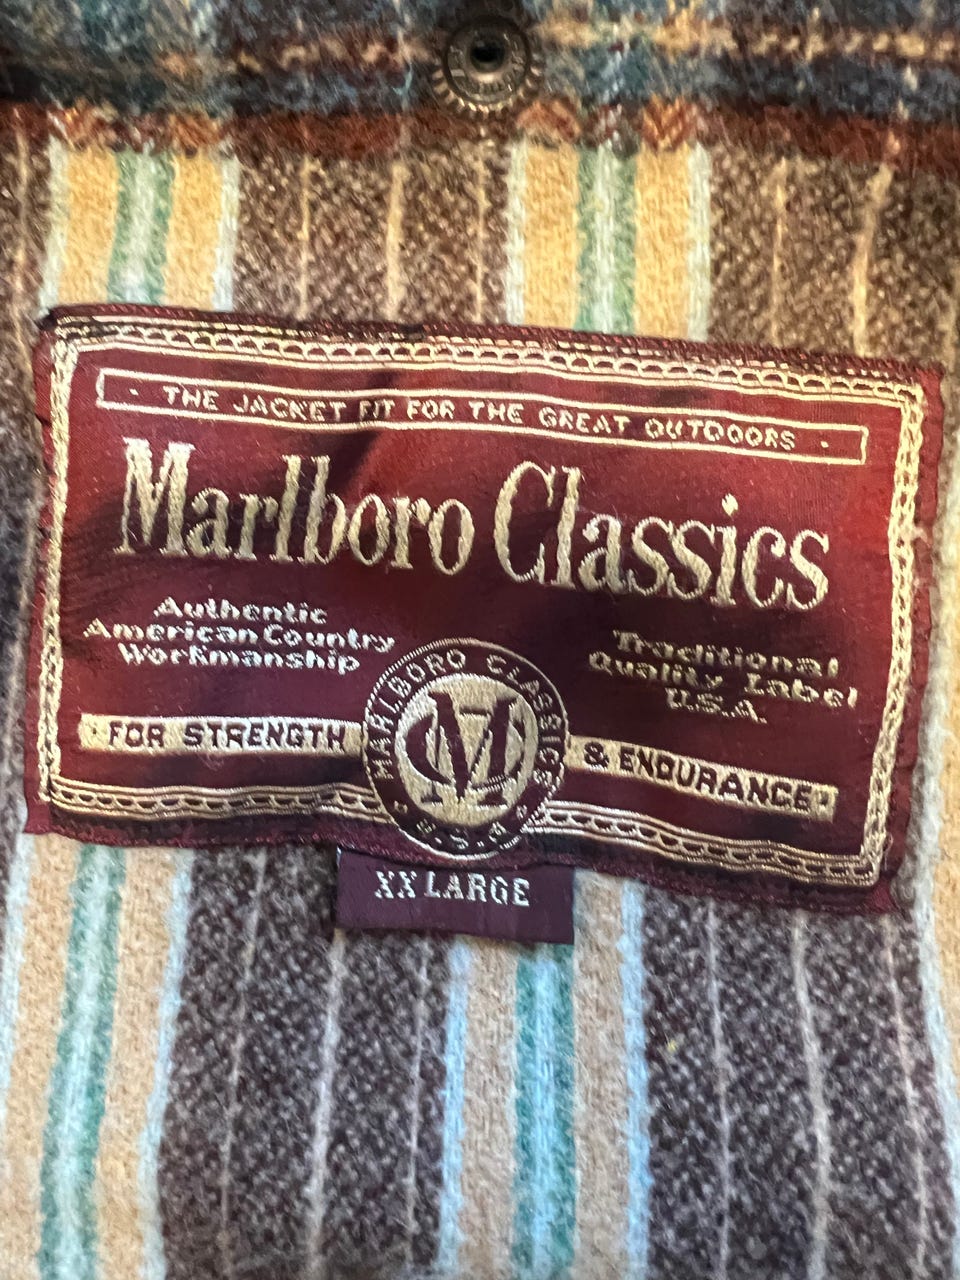 · THE JACKET FIT FOR THE GREAT OUTDOORS ·
Marlboro Classics
Authentic
American Country
Workmanship
Traditional
Quality Label
U.S.A.
· FOR STRENGTH
& ENDURANCE ·
MARLBORO CLASSICS
U.S.A.
MC
XX LARGE